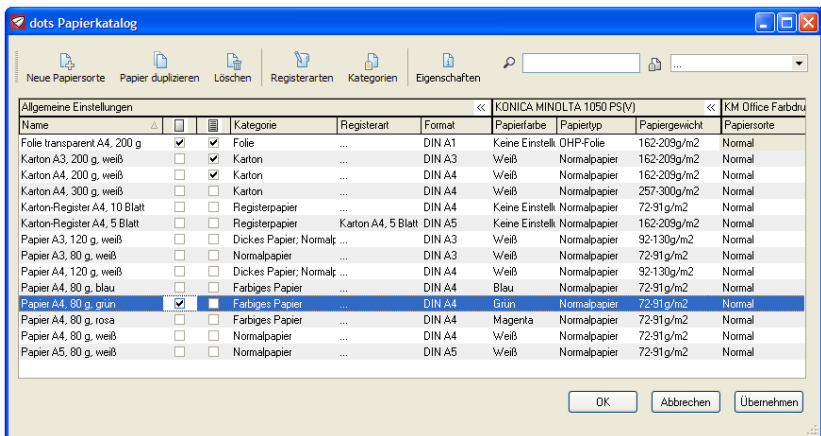 dots Papierkatalog
Neue Papiersorte Papier duplizieren Löschen Registerarten Kategorien Eigenschaften ...
Allgemeine Einstellungen « KONICA MINOLTA 1050 PS(V) « KM Office Farbdru
Name Kategorie Registerart Format Papierfarbe Papiertyp Papiergewicht Papiersorte
Folie transparent A4, 200 g Folie ... DIN A1 Keine Einstellu OHP-Folie 162-209g/m2 Normal
Karton A3, 200 g, weiß Karton ... DIN A3 Weiß Normalpapier 162-209g/m2 Normal
Karton A4, 200 g, weiß Karton ... DIN A4 Weiß Normalpapier 162-209g/m2 Normal
Karton A4, 300 g, weiß Karton ... DIN A4 Weiß Normalpapier 257-300g/m2 Normal
Karton-Register A4, 10 Blatt Registerpapier ... DIN A4 Keine Einstellu Normalpapier 72-91g/m2 Normal
Karton-Register A4, 5 Blatt Registerpapier Karton A4, 5 Blatt DIN A5 Keine Einstellu Normalpapier 162-209g/m2 Normal
Papier A3, 120 g, weiß Dickes Papier; Normalp ... DIN A3 Weiß Normalpapier 92-130g/m2 Normal
Papier A3, 80 g, weiß Normalpapier ... DIN A3 Weiß Normalpapier 72-91g/m2 Normal
Papier A4, 120 g, weiß Dickes Papier; Normalp ... DIN A4 Weiß Normalpapier 92-130g/m2 Normal
Papier A4, 80 g, blau Farbiges Papier ... DIN A4 Blau Normalpapier 72-91g/m2 Normal
Papier A4, 80 g, grün Farbiges Papier ... DIN A4 Grün Normalpapier 72-91g/m2 Normal
Papier A4, 80 g, rosa Farbiges Papier ... DIN A4 Magenta Normalpapier 72-91g/m2 Normal
Papier A4, 80 g, weiß Normalpapier ... DIN A4 Weiß Normalpapier 72-91g/m2 Normal
Papier A5, 80 g, weiß Normalpapier ... DIN A5 Weiß Normalpapier 72-91g/m2 Normal
OK Abbrechen Übernehmen